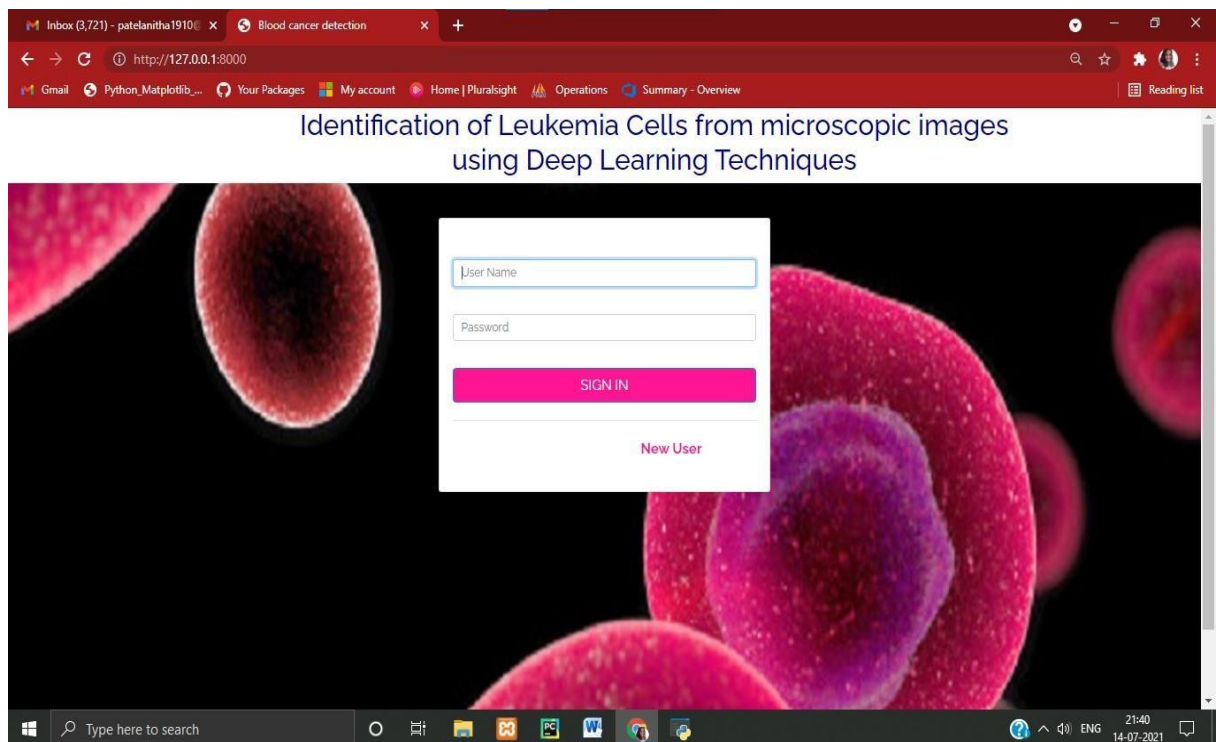 Inbox (3,721) - patelanitha1910@
Blood cancer detection
http://127.0.0.1:8000
Gmail
Python_Matplotlib_...
Your Packages
My account
Home | Pluralsight
Operations
Summary - Overview
Reading list
Identification of Leukemia Cells from microscopic images
using Deep Learning Techniques
User Name
Password
SIGN IN
New User
Type here to search
PC
W
ENG
21:40
14-07-2021